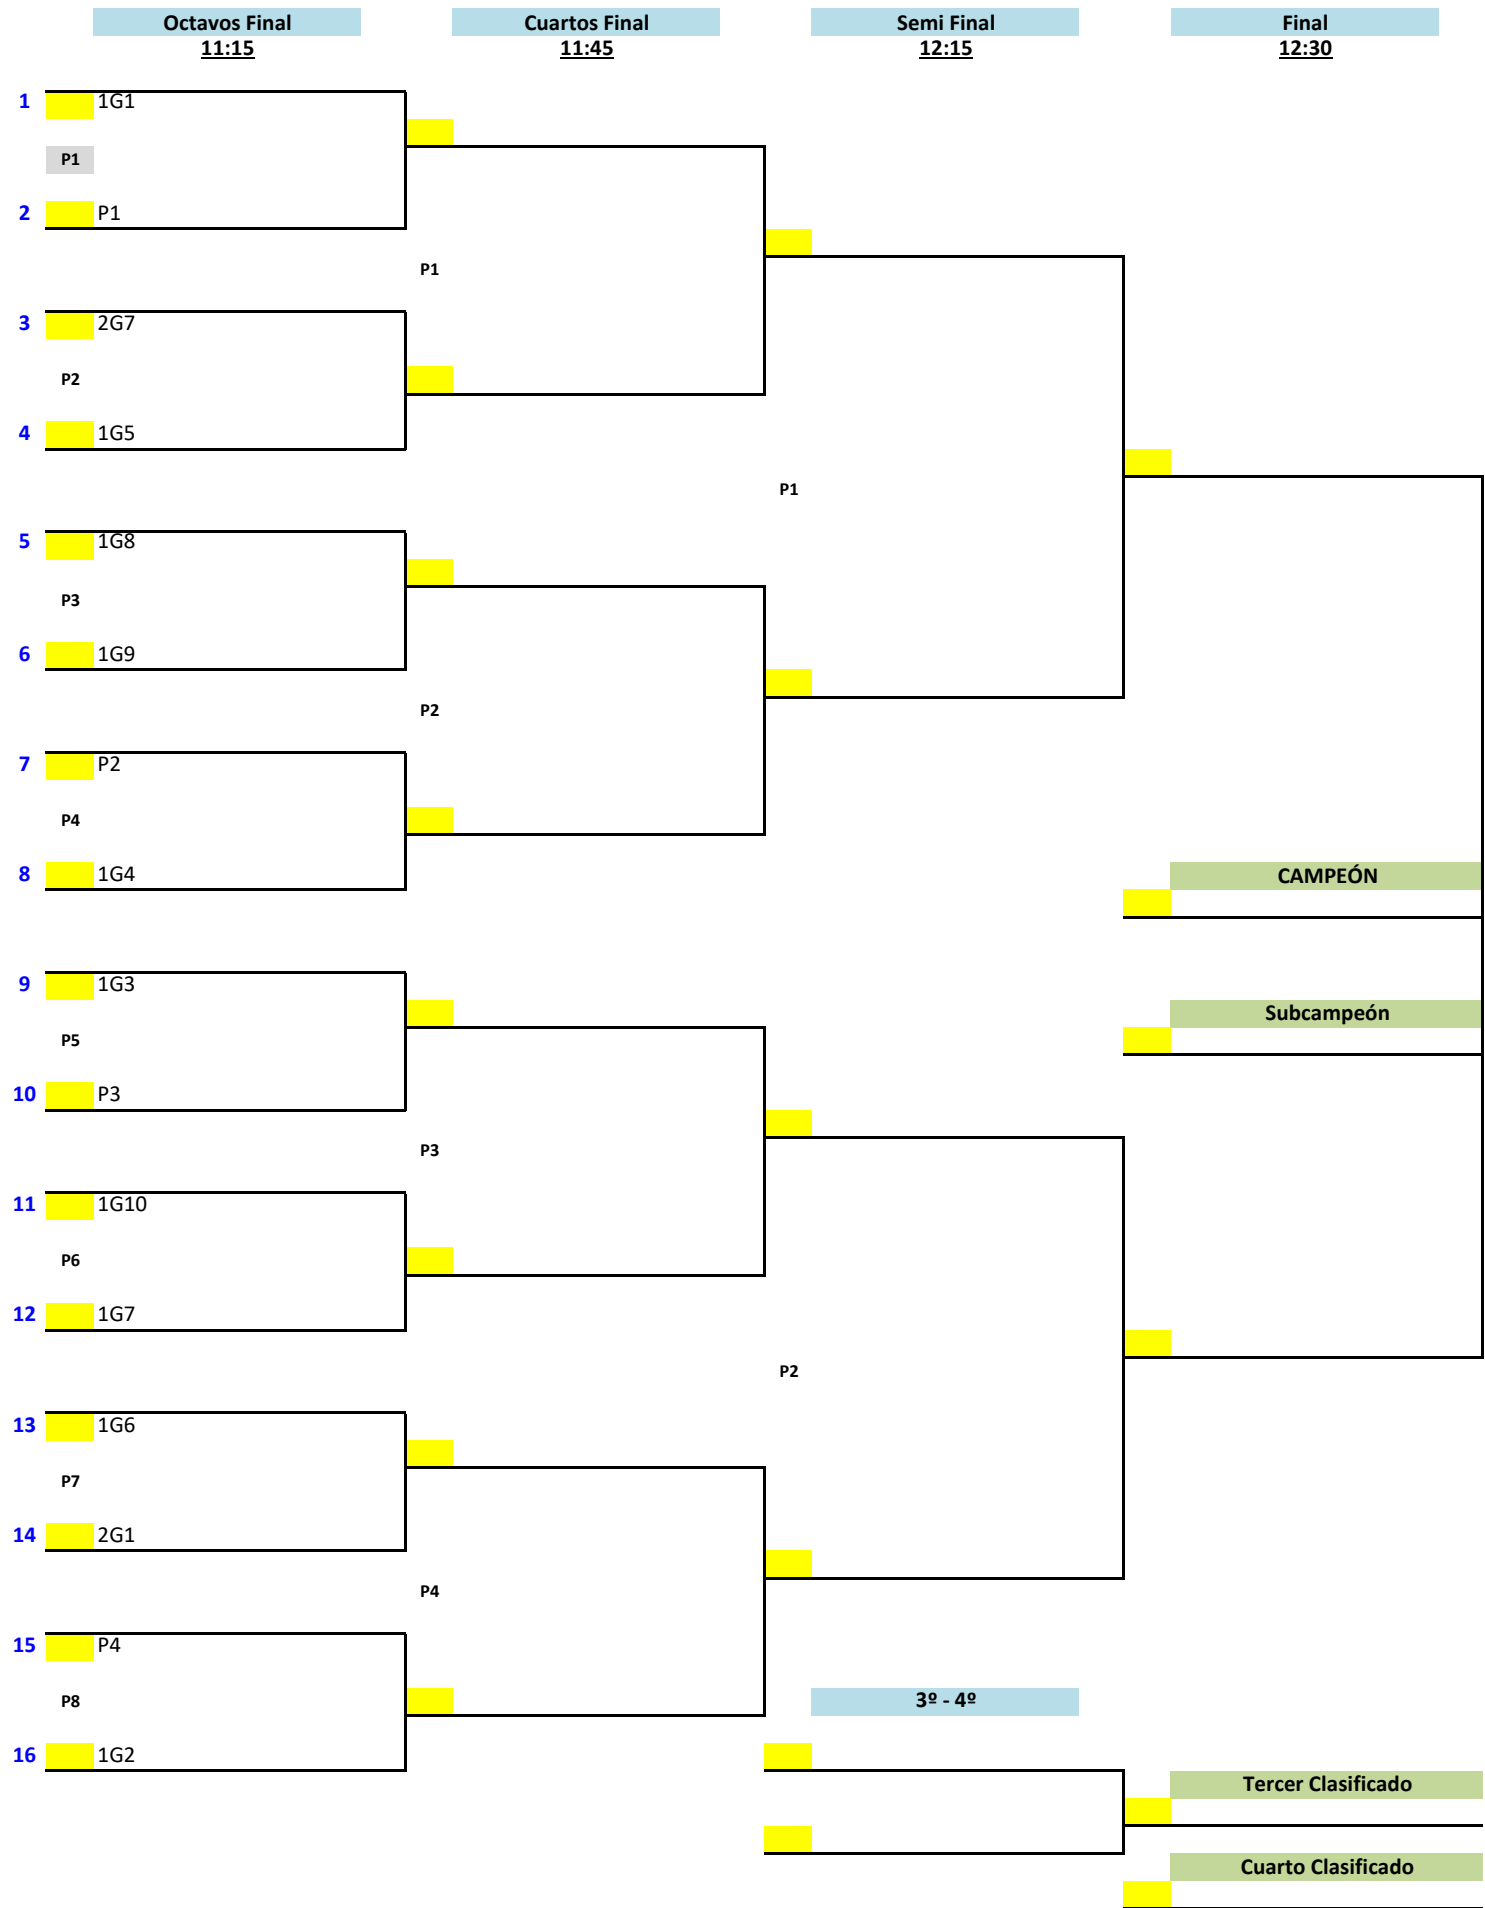 Octavos Final
11:15
Cuartos Final
11:45
Semi Final
12:15
Final
12:30
1 1G1
P1
2 P1
P1
3 2G7
P2
4 1G5
P1
5 1G8
P3
6 1G9
P2
7 P2
P4
8 1G4
CAMPEÓN
9 1G3
Subcampeón
P5
10 P3
P3
11 1G10
P6
12 1G7
P2
13 1G6
P7
14 2G1
P4
15 P4
P8
3º - 4º
16 1G2
Tercer Clasificado
Cuarto Clasificado